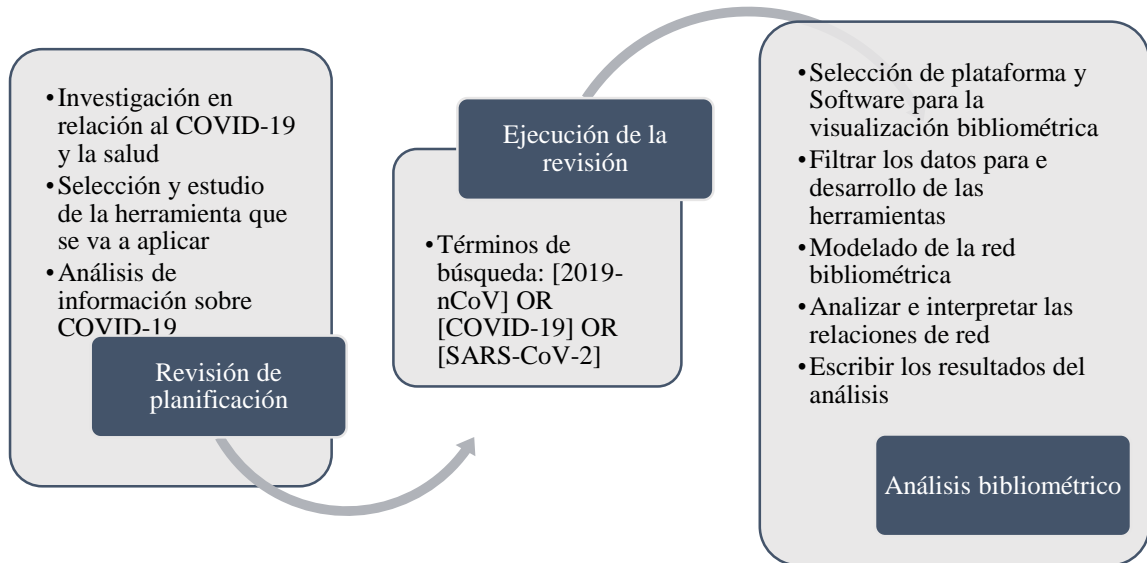 •Investigación en
relación al COVID-19
y la salud
•Selección y estudio
de la herramienta que
se va a aplicar
•Análisis de
información sobre
COVID-19
Revisión de
planificación
Ejecución de la
revisión
•Términos de
búsqueda: [2019-
nCoV] OR
[COVID-19] OR
[SARS-CoV-2]
•Selección de plataforma y
Software para la
visualización bibliométrica
•Filtrar los datos para e
desarrollo de las
herramientas
•Modelado de la red
bibliométrica
•Analizar e interpretar las
relaciones de red
•Escribir los resultados del
análisis
Análisis bibliométrico